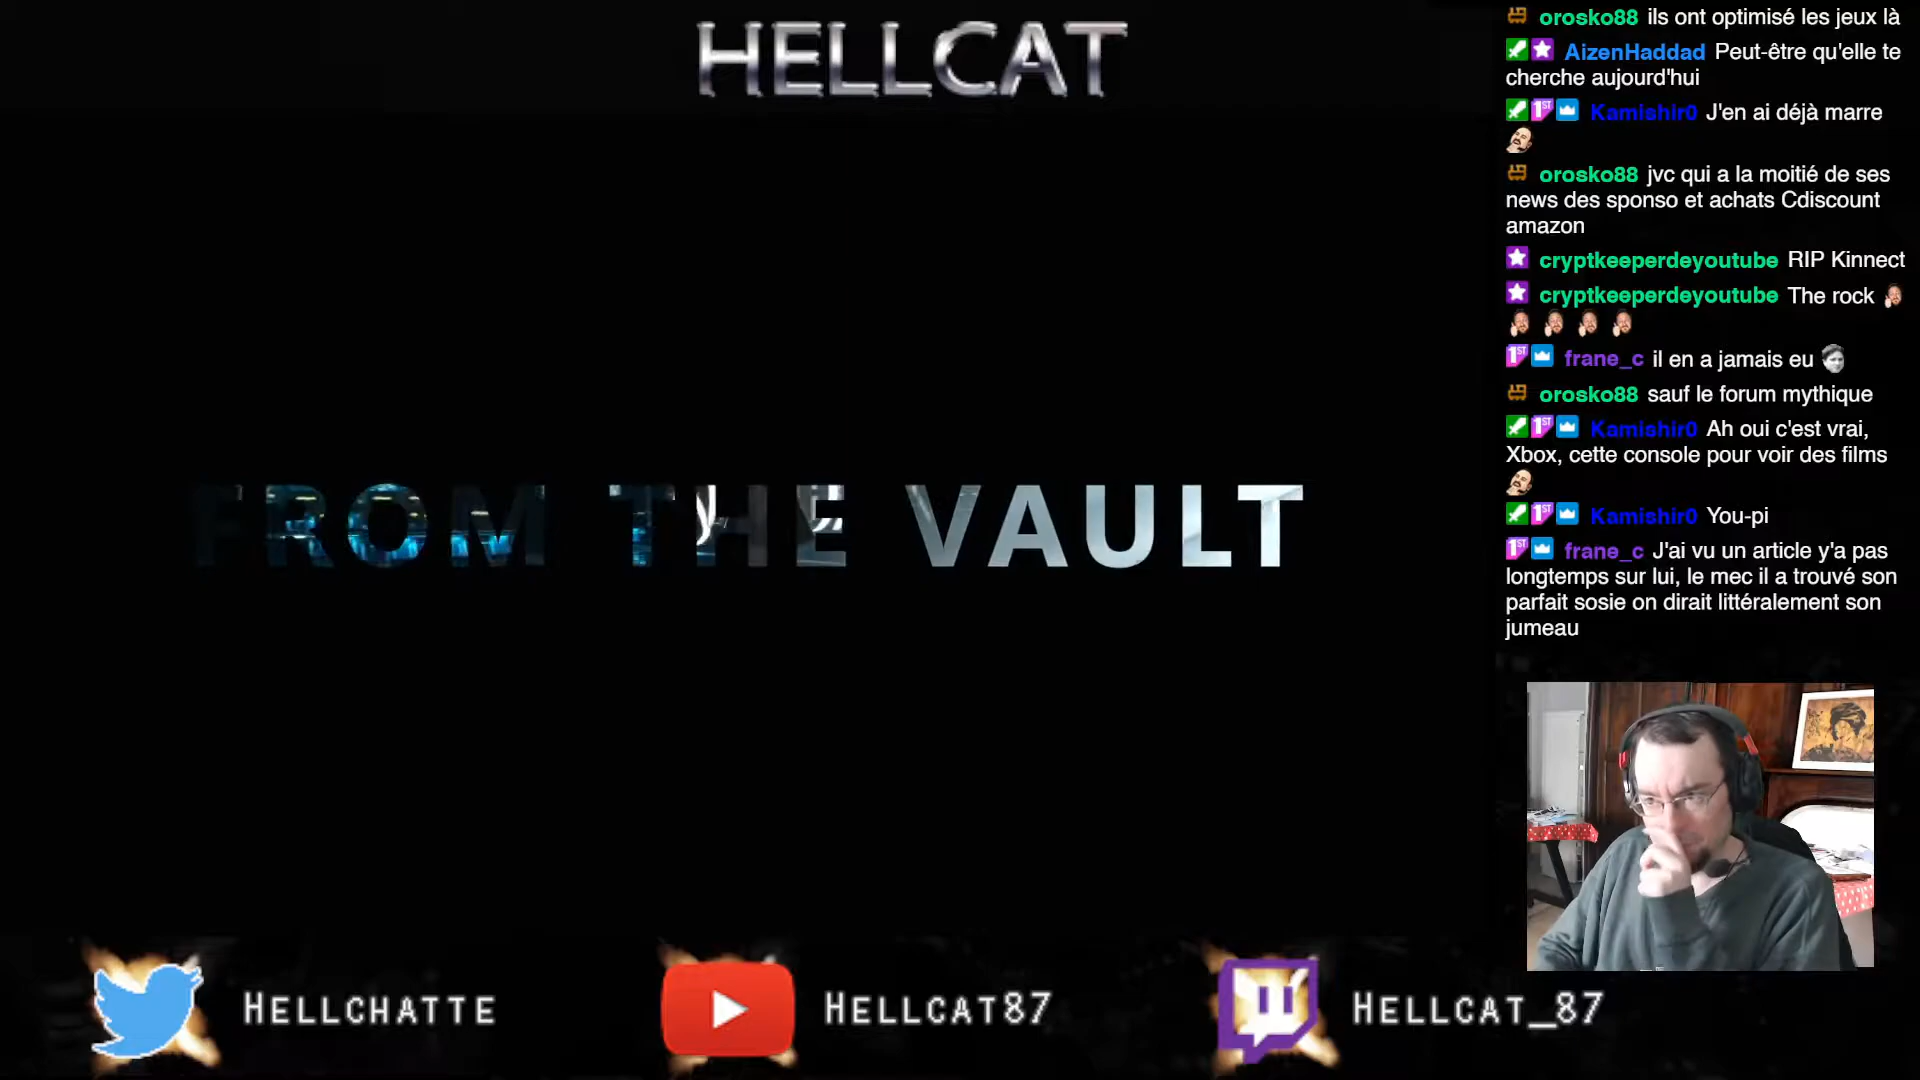 HELLCAT
FROM THE VAULT
orosko88 ils ont optimisé les jeux là
AizenHaddad Peut-être qu'elle te
cherche aujourd'hui
Kamishir0 J'en ai déjà marre
orosko88 jvc qui a la moitié de ses
news des sponso et achats Cdiscount
amazon
cryptkeeperdeyoutube RIP Kinnect
cryptkeeperdeyoutube The rock
1ST frane_c il en a jamais eu
orosko88 sauf le forum mythique
1ST Kamishir0 Ah oui c'est vrai,
Xbox, cette console pour voir des films
1ST Kamishir0 You-pi
1ST frane_c J'ai vu un article y'a pas
longtemps sur lui, le mec il a trouvé son
parfait sosie on dirait littéralement son
jumeau
HELLCHATTE
HELLCAT87
HELLCAT_87